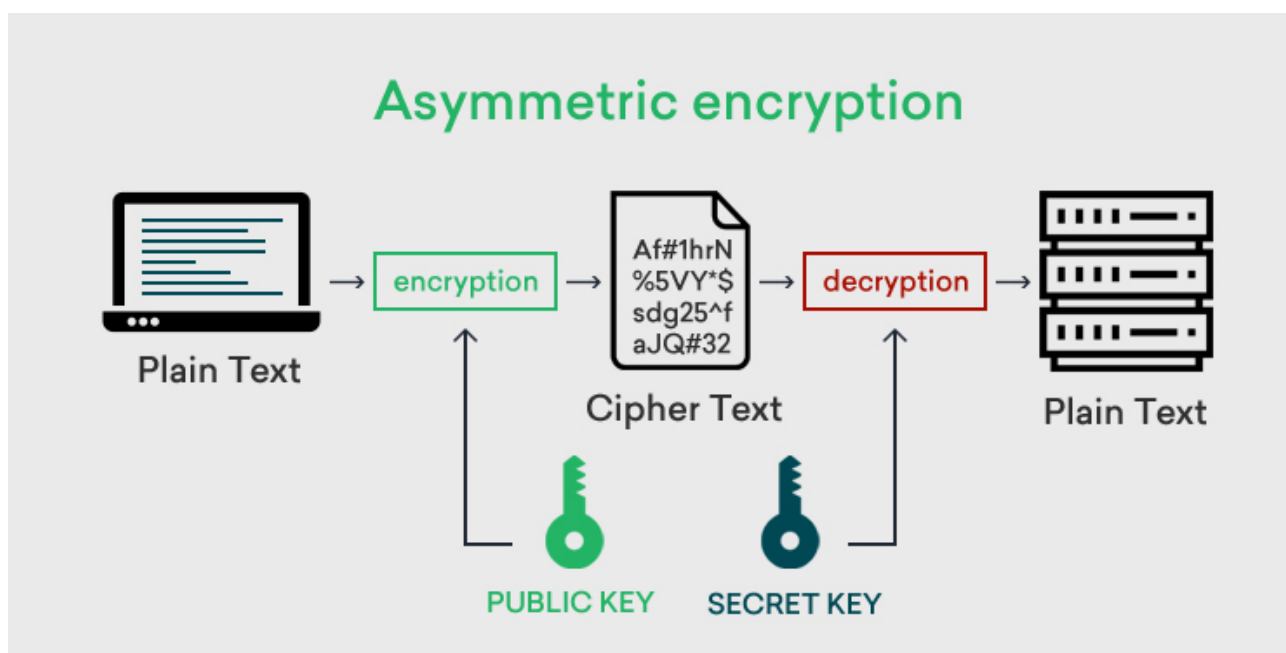 Asymmetric encryption
Plain Text
encryption
Af#1hrN
%5VY*$
sdg25^f
aJQ#32
Cipher Text
decryption
Plain Text
PUBLIC KEY
SECRET KEY